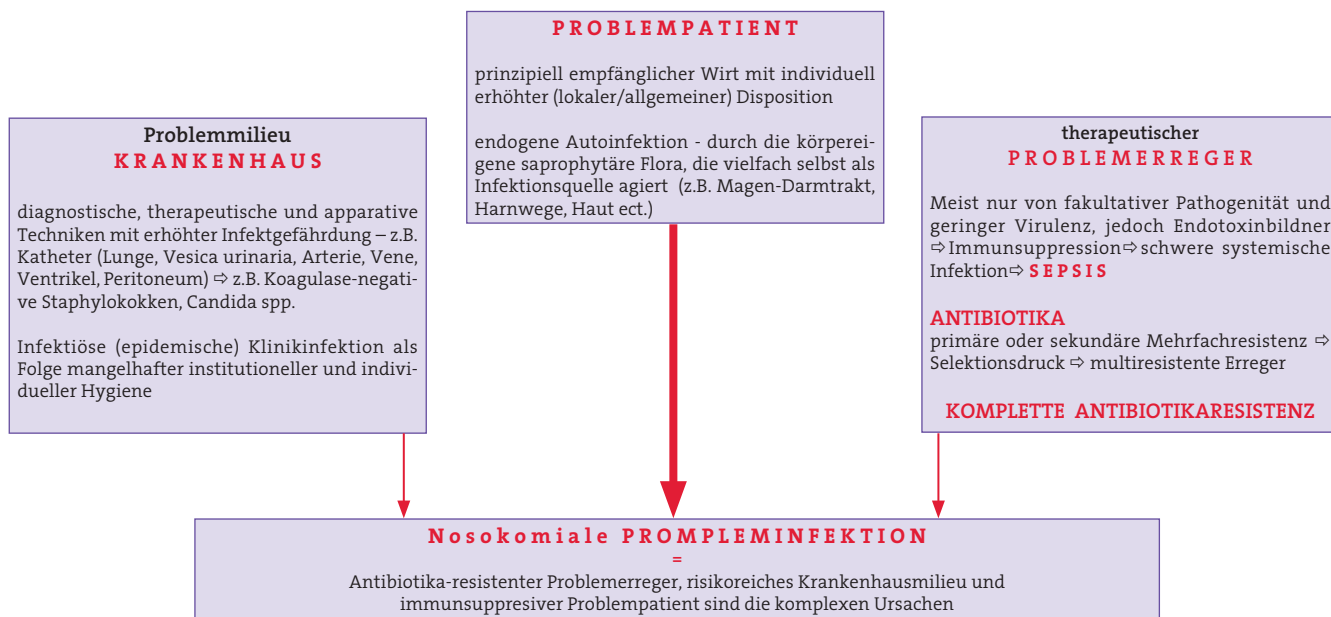 PROBLEMPATIENT
prinzipiell empfänglicher Wirt mit individuell
erhöhter (lokaler/allgemeiner) Disposition
endogene Autoinfektion - durch die körperei-
gene saprophytäre Flora, die vielfach selbst als
Infektionsquelle agiert (z.B. Magen-Darmtrakt,
Harnwege, Haut ect.)
Problemmilieu
KRANKENHAUS
diagnostische, therapeutische und apparative
Techniken mit erhöhter Infektgefährdung – z.B.
Katheter (Lunge, Vesica urinaria, Arterie, Vene,
Ventrikel, Peritoneum) ⇨ z.B. Koagulase-negati-
ve Staphylokokken, Candida spp.
Infektiöse (epidemische) Klinikinfektion als
Folge mangelhafter institutioneller und indivi-
dueller Hygiene
therapeutischer
PROBLEMERREGER
Meist nur von fakultativer Pathogenität und
geringer Virulenz, jedoch Endotoxinbildner
⇨Immunsuppression⇨schwere systemische
Infektion⇨ SEPSIS
ANTIBIOTIKA
primäre oder sekundäre Mehrfachresistenz ⇨
Selektionsdruck ⇨ multiresistente Erreger
KOMPLETTE ANTIBIOTIKARESISTENZ
Nosokomiale PROMPLEMINFEKTION
=
Antibiotika-resistenter Problemerreger, risikoreiches Krankenhausmilieu und
immunsuppresiver Problempatient sind die komplexen Ursachen